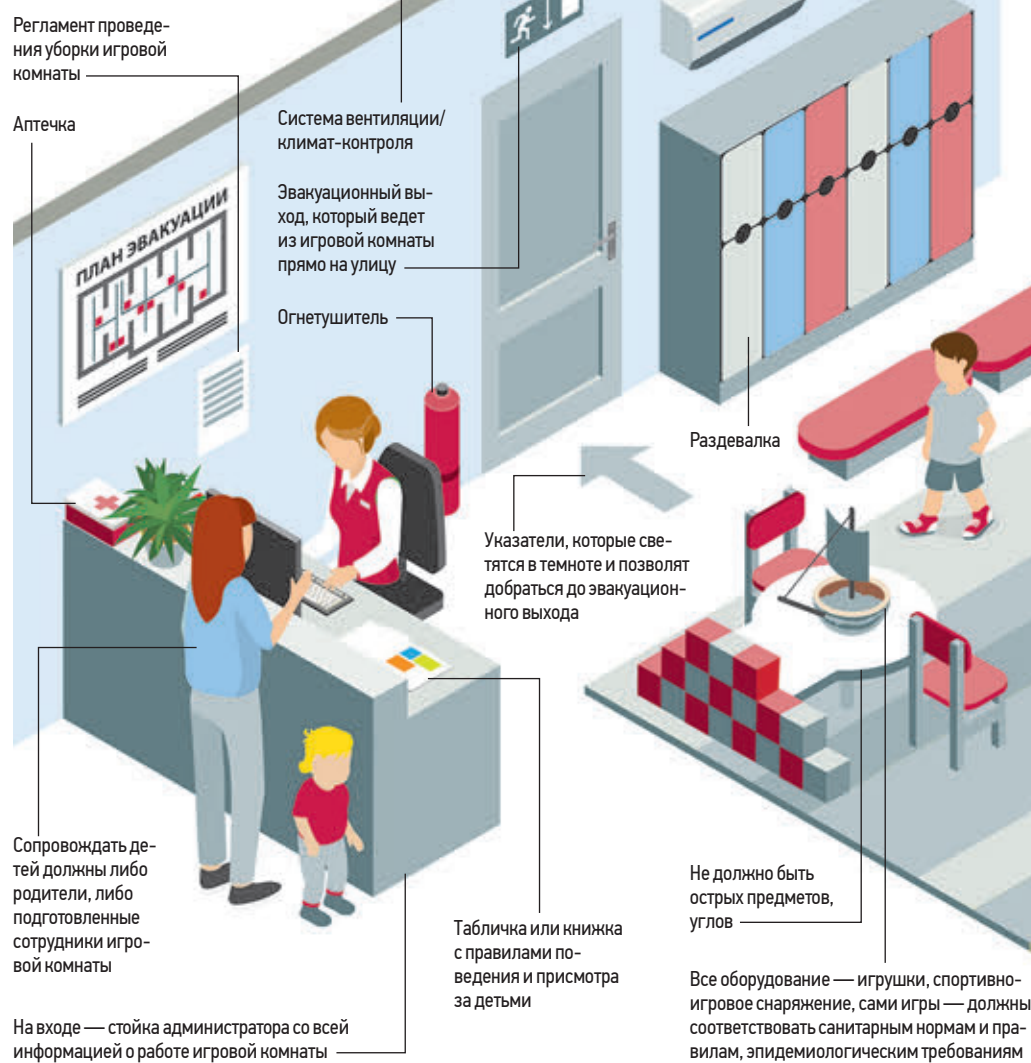 Регламент проведе-
ния уборки игровой
комнаты
Аптечка
Система вентиляции/
климат-контроля
Эвакуационный вы-
ход, который ведет
из игровой комнаты
прямо на улицу
Огнетушитель
ПЛАН ЭВАКУАЦИИ
Раздевалка
Указатели, которые све-
тятся в темноте и позволят
добраться до эвакуацион-
ного выхода
Сопровождать де-
тей должны либо
родители, либо
подготовленные
сотрудники игро-
вой комнаты
Табличка или книжка
с правилами по-
ведения и присмотра
за детьми
Не должно быть
острых предметов,
углов
На входе — стойка администратора со всей
информацией о работе игровой комнаты
Все оборудование — игрушки, спортивно-
игровое снаряжение, сами игры — должны
соответствовать санитарным нормам и пра-
вилам, эпидемиологическим требованиям